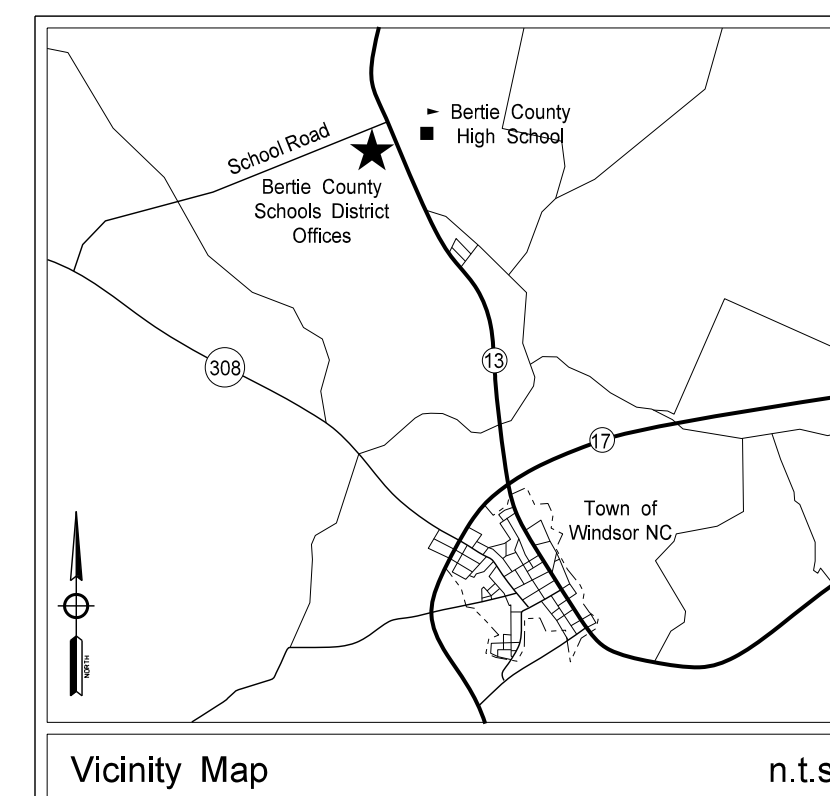 Bertie County
High School
School Road
Bertie County
Schools District
Offices
13
308
17
Town of
Windsor NC
NORTH
Vicinity Map
n.t.s